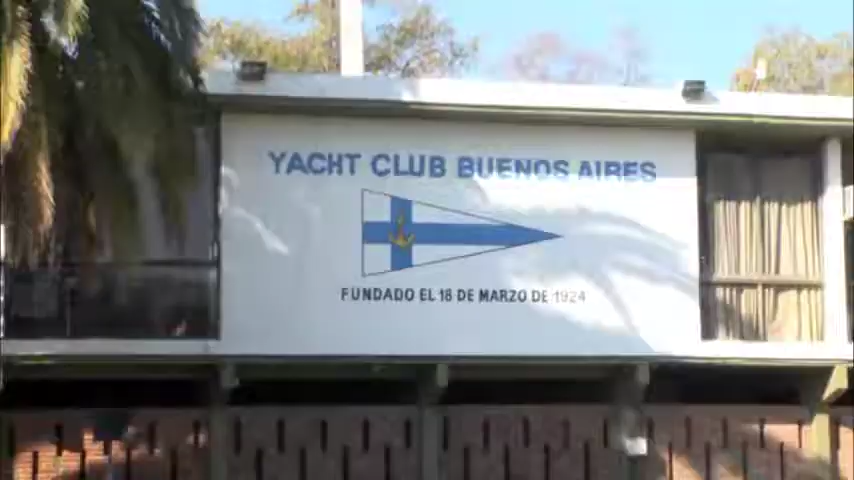 YACHT CLUB BUENOS AIRES
FUNDADO EL 18 DE MARZO DE 1924